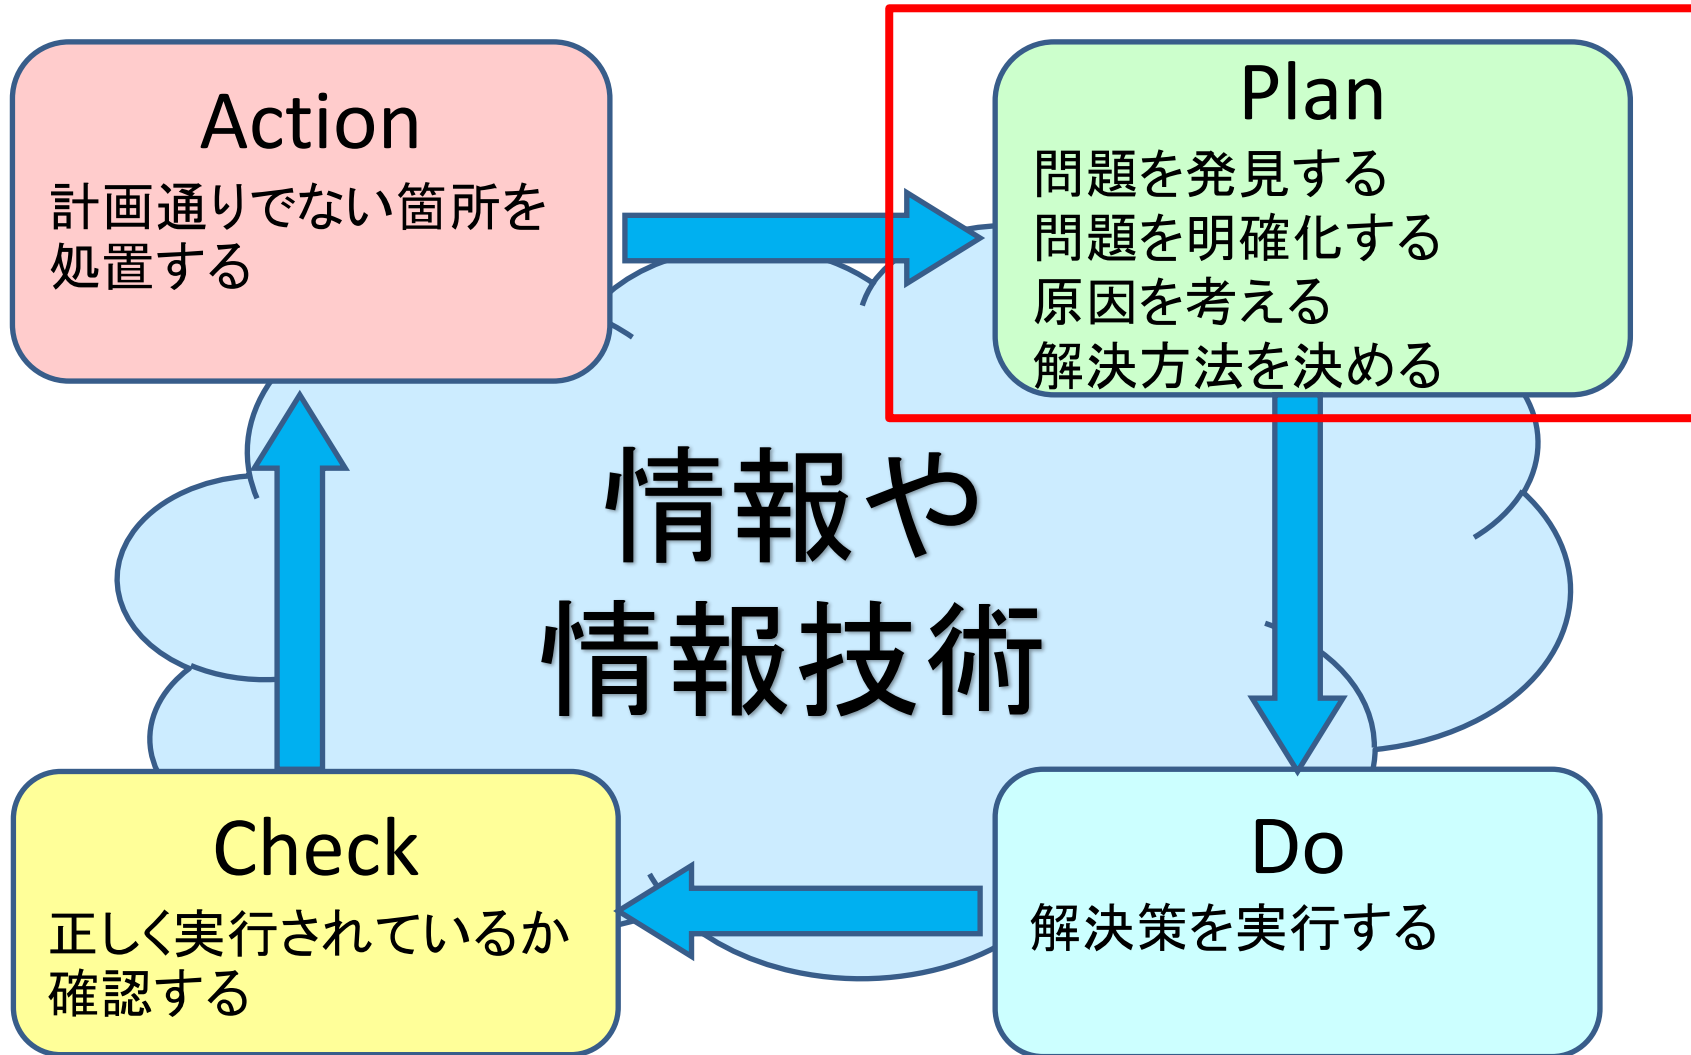 Action
計画通りでない箇所を
処置する
Plan
問題を発見する
問題を明確化する
原因を考える
解決方法を決める
情報や
情報技術
Check
正しく実行されているか
確認する
Do
解決策を実行する